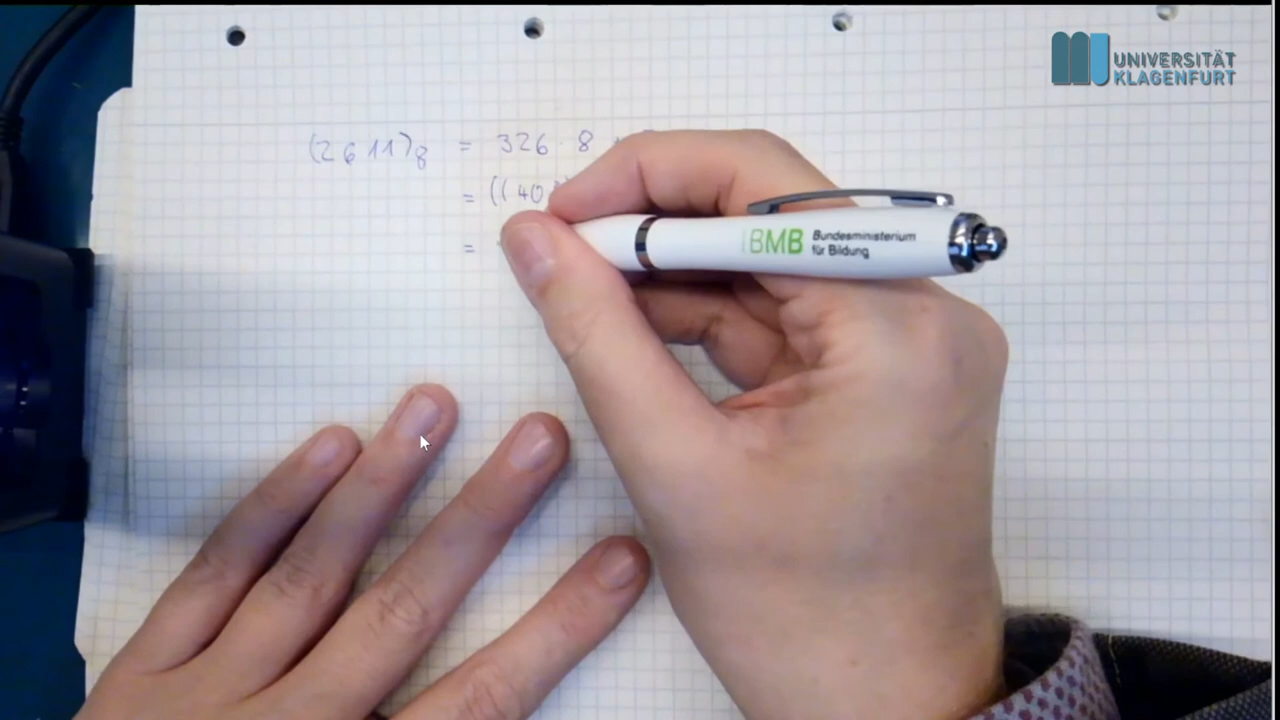 UNIVERSITÄT
KLAGENFURT
(2611)8 = 326 · 8
= ((40
=
BMB Bundesministerium
für Bildung